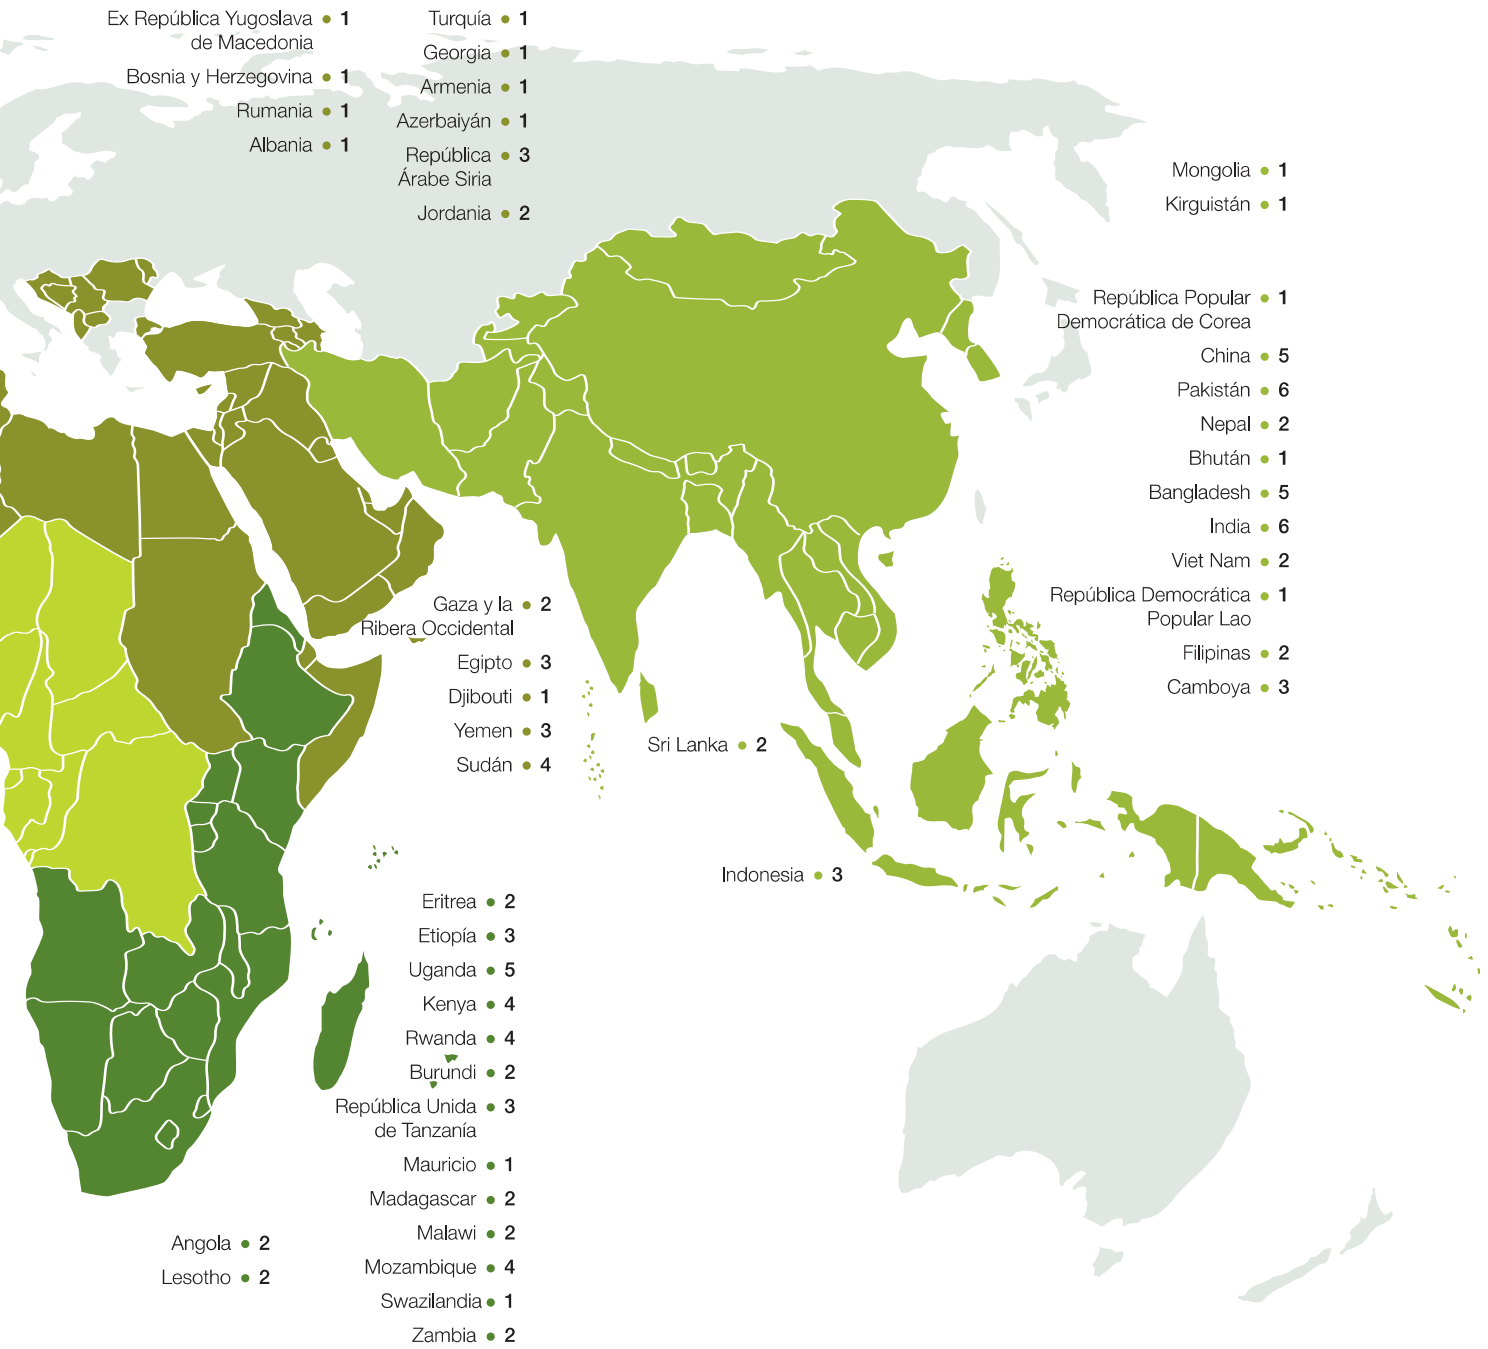 Ex República Yugoslava • 1
de Macedonia
Bosnia y Herzegovina • 1
Rumania • 1
Albania • 1
Turquía • 1
Georgia • 1
Armenia • 1
Azerbaiyán • 1
República • 3
Árabe Siria
Jordania • 2
Mongolia • 1
Kirguistán • 1
República Popular • 1
Democrática de Corea
China • 5
Pakistán • 6
Nepal • 2
Bhután • 1
Bangladesh • 5
India • 6
Viet Nam • 2
República Democrática • 1
Popular Lao
Filipinas • 2
Camboya • 3
Gaza y la • 2
Ribera Occidental
Egipto • 3
Djibouti • 1
Yemen • 3
Sudán • 4
Sri Lanka • 2
Indonesia • 3
Eritrea • 2
Etiopía • 3
Uganda • 5
Kenya • 4
Rwanda • 4
Burundi • 2
República Unida • 3
de Tanzanía
Mauricio • 1
Madagascar • 2
Malawi • 2
Mozambique • 4
Swazilandia • 1
Zambia • 2
Angola • 2
Lesotho • 2